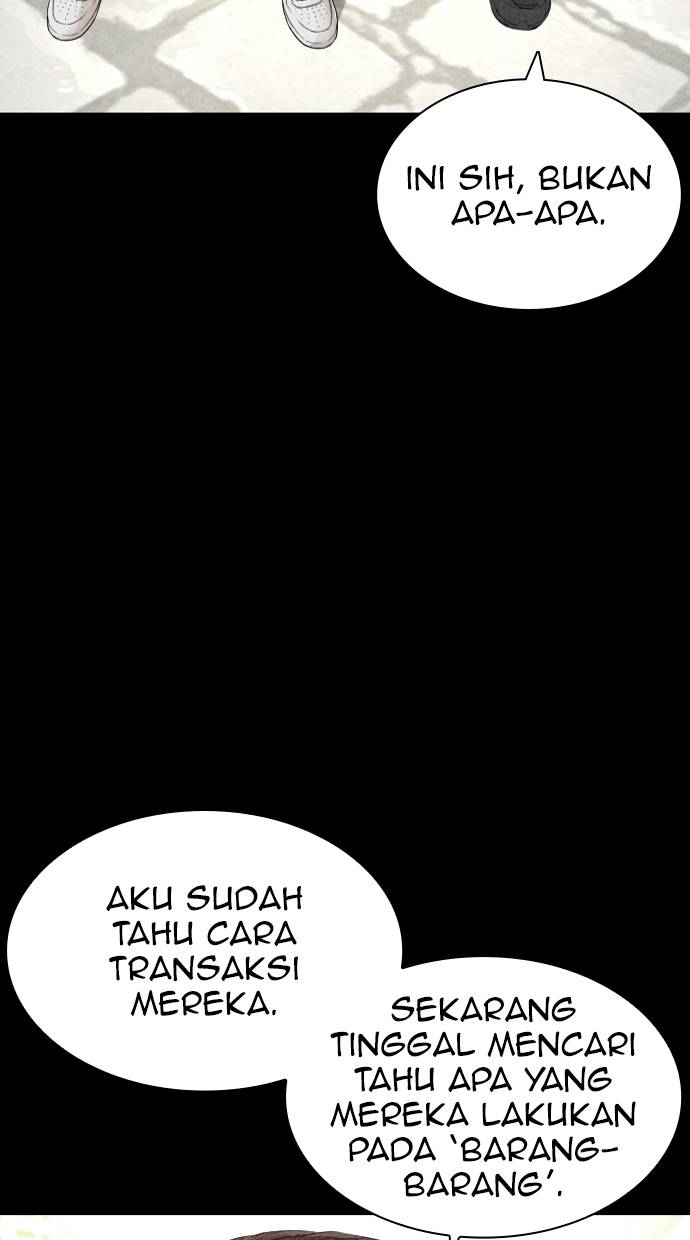 INI SIH, BUKAN
APA-APA.
AKU SUDAH
TAHU CARA
TRANSAKSI
MEREKA.
SEKARANG
TINGGAL MENCARI
TAHU APA YANG
MEREKA LAKUKAN
PADA ‘BARANG-
BARANG’.